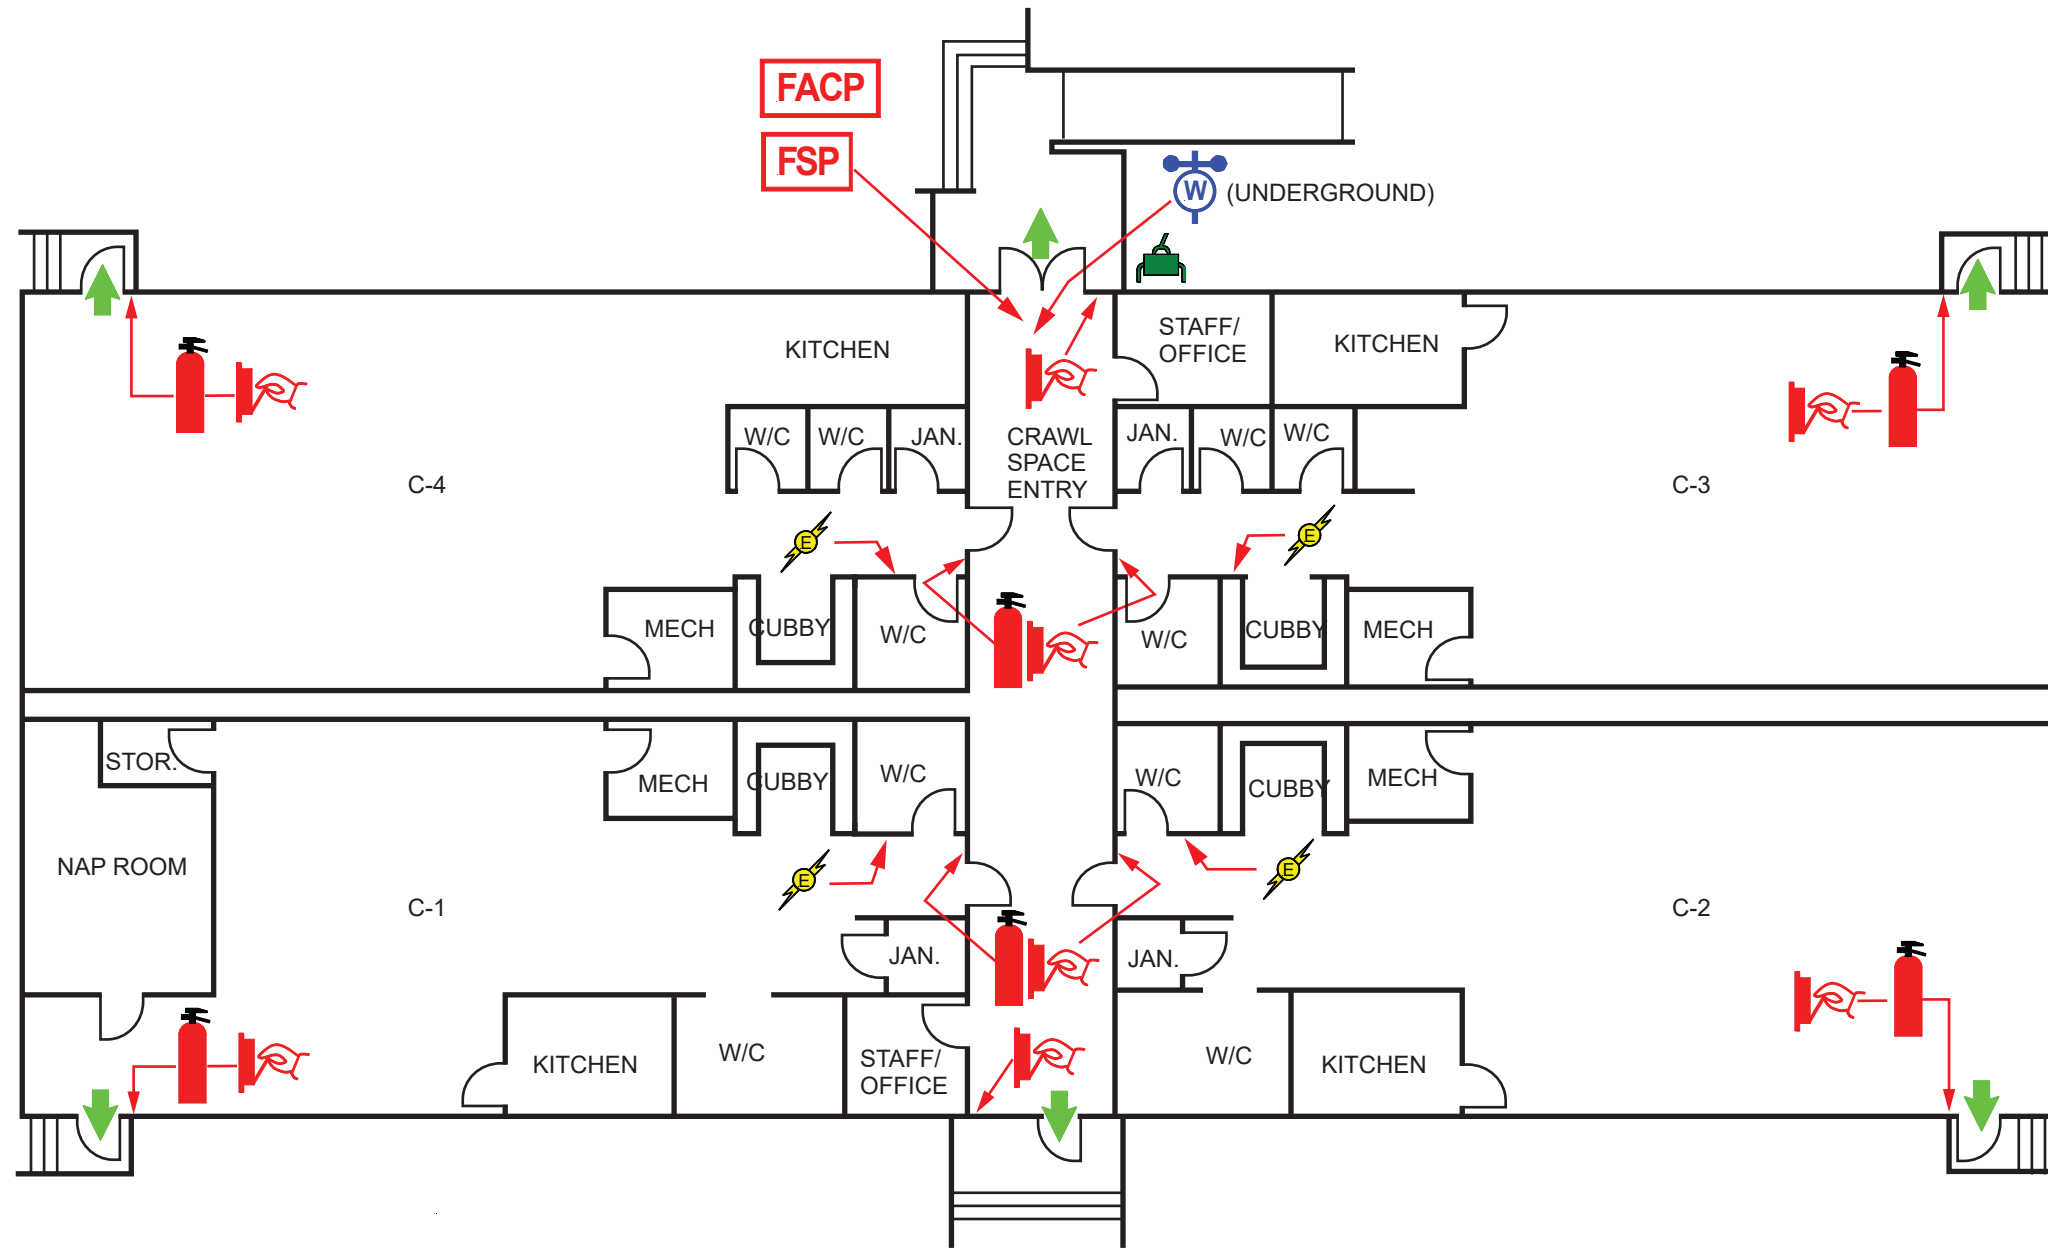 FACP
FSP
W (UNDERGROUND)
KITCHEN
STAFF/
OFFICE
KITCHEN
W/C
W/C
JAN.
CRAWL
SPACE
ENTRY
JAN.
W/C
W/C
C-4
C-3
E
E
MECH
CUBBY
W/C
W/C
CUBBY
MECH
STOR.
MECH
CUBBY
W/C
W/C
CUBBY
MECH
NAP ROOM
E
E
C-1
C-2
JAN.
JAN.
KITCHEN
W/C
STAFF/
OFFICE
W/C
KITCHEN